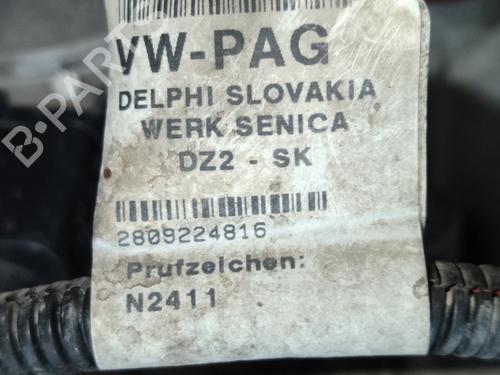 VW-PAG
DELPHI SLOVAKIA
WERK SENICA
DZ2 - SK
2809224816
Prufzeichen:
N2411
B-PARTS